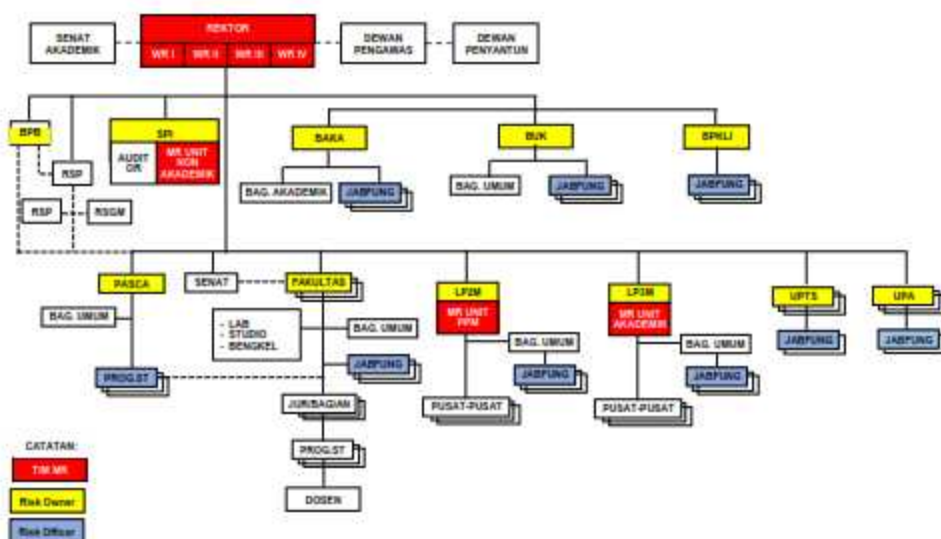 REKTOR
WR I WR II WR III WR IV
SENAT
AKADEMIK
DEWAN
PENGAWAS
DEWAN
PENYANTUN
BPB
SPI
AUDIT
OR
MR UNIT
NON
AKADEMIK
BAKA
BUK
BPKLI
RSP
BAG. AKADEMIK
JABFUNG
BAG. UMUM
JABFUNG
JABFUNG
RSP
RSGM
PASCA
SENAT
FAKULTAS
LP2M
MR UNIT
PPM
LP3M
MR UNIT
AKADEMIK
UPTS
UPA
BAG. UMUM
- LAB
- STUDIO
- BENGKEL
BAG. UMUM
BAG. UMUM
BAG. UMUM
JABFUNG
JABFUNG
PROG.ST
JABFUNG
JABFUNG
JABFUNG
JUR/BAGIAN
PUSAT-PUSAT
PUSAT-PUSAT
PROG.ST
DOSEN
CATATAN:
TIM MR
Risk Owner
Risk Officer